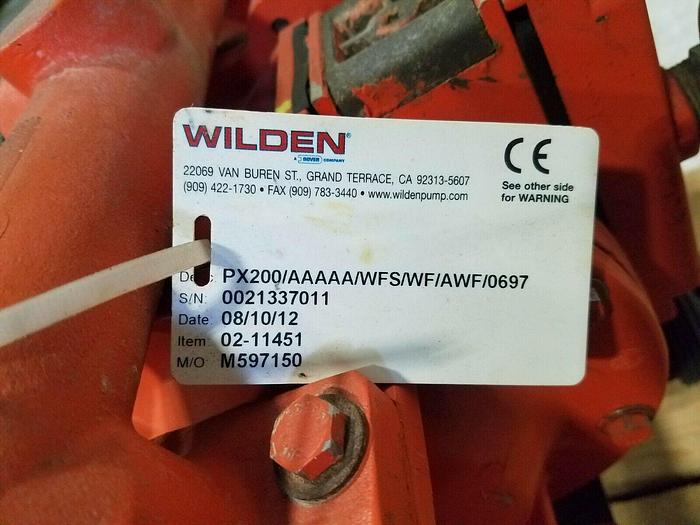 WILDEN®
A DOVER COMPANY
22069 VAN BUREN ST., GRAND TERRACE, CA 92313-5607
(909) 422-1730 • FAX (909) 783-3440 • www.wildenpump.com
CE
See other side
for WARNING
Desc: PX200/AAAAA/WFS/WF/AWF/0697
S/N: 0021337011
Date: 08/10/12
Item: 02-11451
M/O: M597150